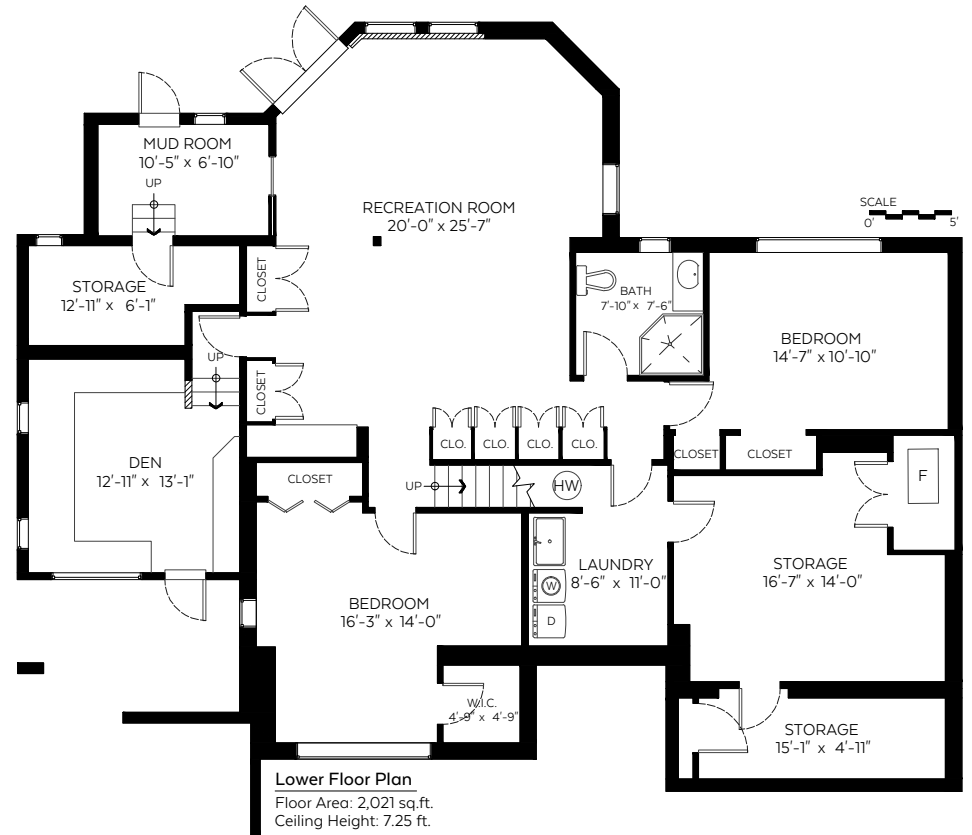 MUD ROOM
10'-5" x 6'-10"
UP
RECREATION ROOM
20'-0" x 25'-7"
SCALE
0'
5'
STORAGE
12'-11" x 6'-1"
CLOSET
BATH
7'-10" x 7'-6"
BEDROOM
14'-7" x 10'-10"
UP
CLOSET
DEN
12'-11" x 13'-1"
CLO.
CLO.
CLO.
CLO.
CLOSET
CLOSET
CLOSET
UP
HW
F
LAUNDRY
8'-6" x 11'-0"
W
D
STORAGE
16'-7" x 14'-0"
BEDROOM
16'-3" x 14'-0"
W.I.C.
4'-9" x 4'-9"
STORAGE
15'-1" x 4'-11"
Lower Floor Plan
Floor Area: 2,021 sq.ft.
Ceiling Height: 7.25 ft.